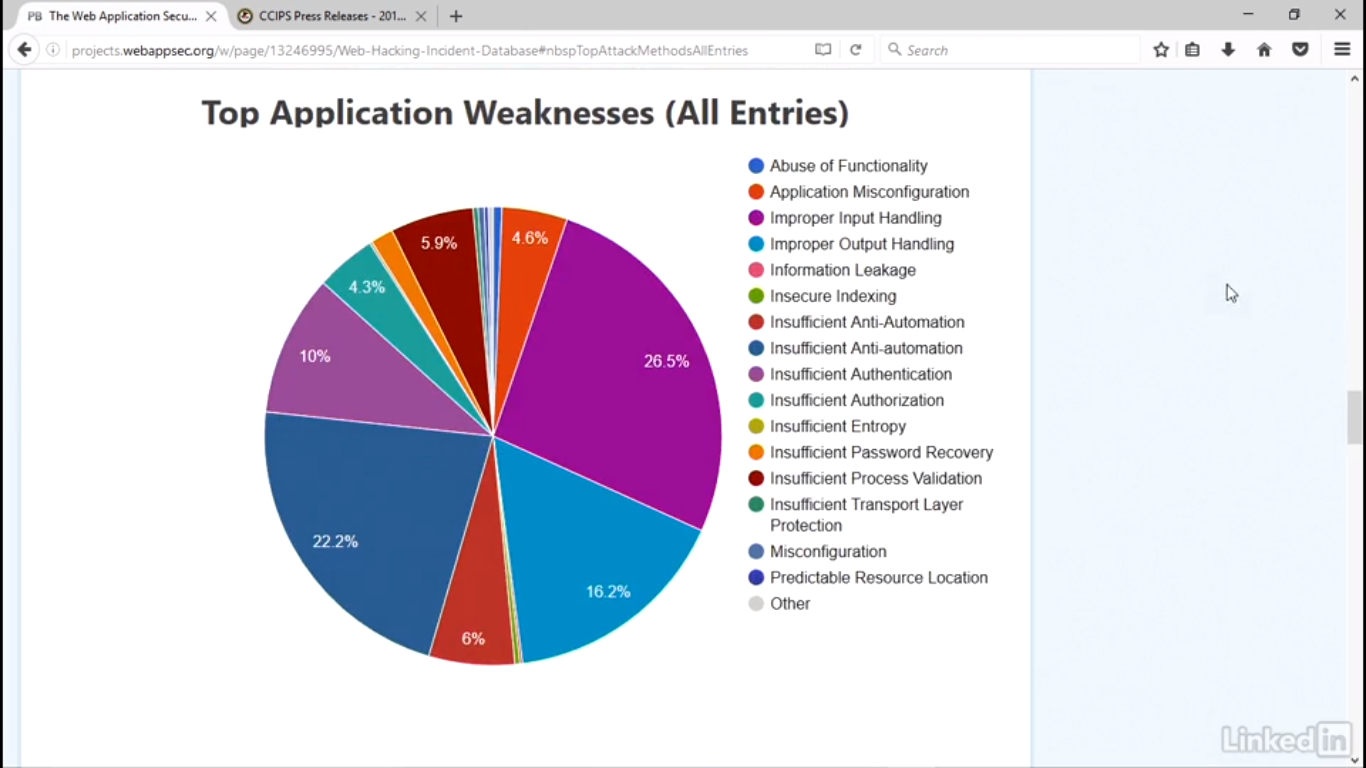 PB The Web Application Secu...
CCIPS Press Releases - 201...
projects.webappsec.org/w/page/13246995/Web-Hacking-Incident-Database#nbspTopAttackMethodsAllEntries
Search
Top Application Weaknesses (All Entries)
Abuse of Functionality
Application Misconfiguration
Improper Input Handling
Improper Output Handling
Information Leakage
Insecure Indexing
Insufficient Anti-Automation
Insufficient Anti-automation
Insufficient Authentication
Insufficient Authorization
Insufficient Entropy
Insufficient Password Recovery
Insufficient Process Validation
Insufficient Transport Layer
Protection
Misconfiguration
Predictable Resource Location
Other
5.9%
4.6%
4.3%
10%
26.5%
22.2%
16.2%
6%
Linked in